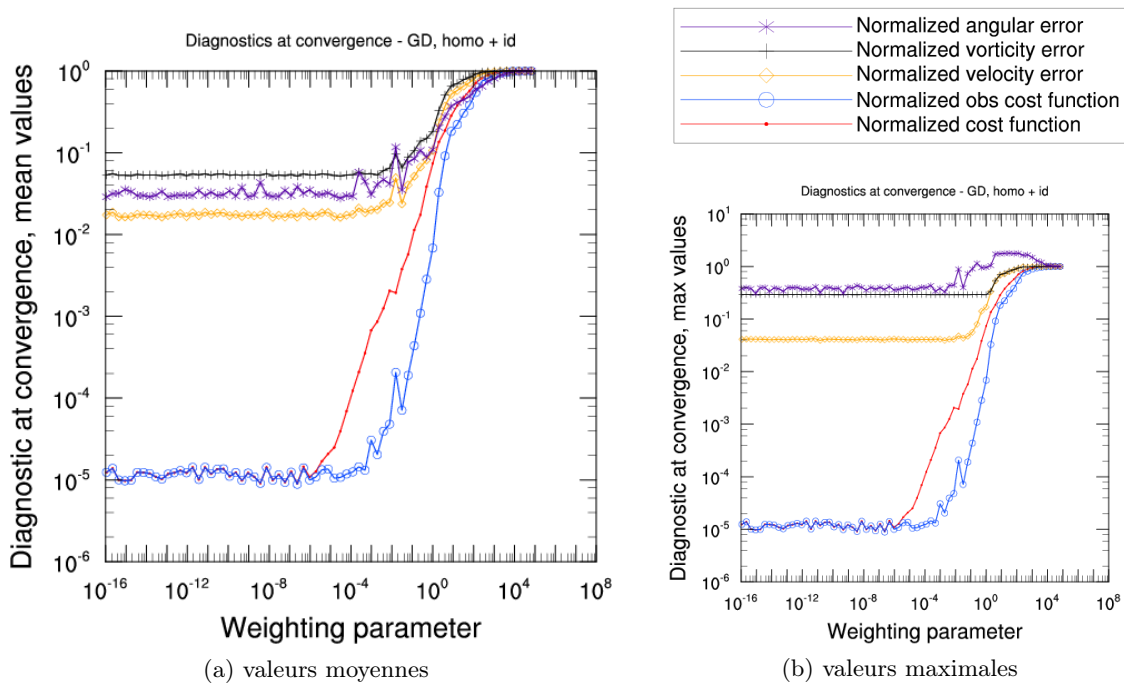 Diagnostics at convergence - GD, homo + id
Diagnostic at convergence, mean values
10^0
10^-1
10^-2
10^-3
10^-4
10^-5
10^-6
10^-16
10^-12
10^-8
10^-4
10^0
10^4
10^8
Weighting parameter
(a) valeurs moyennes
Normalized angular error
Normalized vorticity error
Normalized velocity error
Normalized obs cost function
Normalized cost function
Diagnostics at convergence - GD, homo + id
Diagnostic at convergence, max values
10^1
10^0
10^-1
10^-2
10^-3
10^-4
10^-5
10^-6
10^-16
10^-12
10^-8
10^-4
10^0
10^4
10^8
Weighting parameter
(b) valeurs maximales